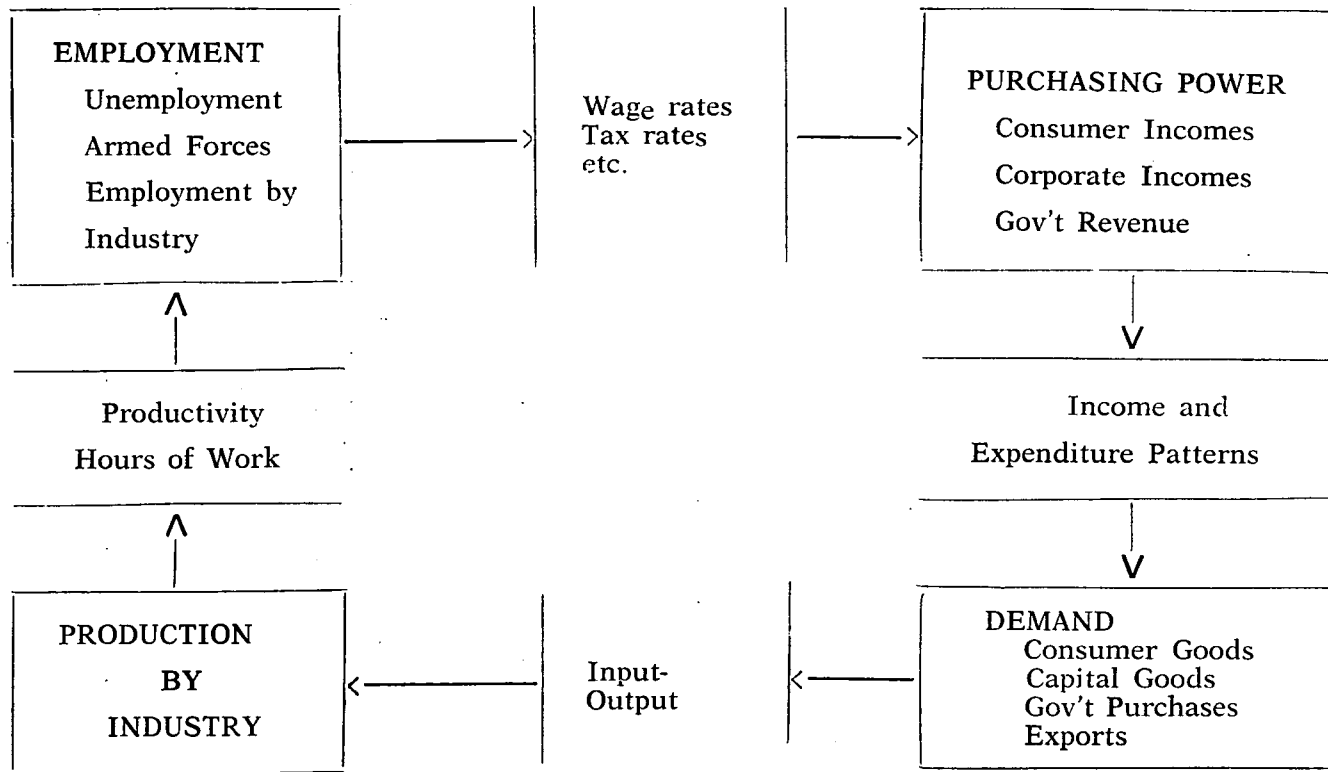 EMPLOYMENT
Unemployment
Armed Forces
Employment by
Industry
Wage rates
Tax rates
etc.
PURCHASING POWER
Consumer Incomes
Corporate Incomes
Gov't Revenue
Productivity
Hours of Work
Income and
Expenditure Patterns
PRODUCTION
BY
INDUSTRY
Input-
Output
DEMAND
Consumer Goods
Capital Goods
Gov't Purchases
Exports